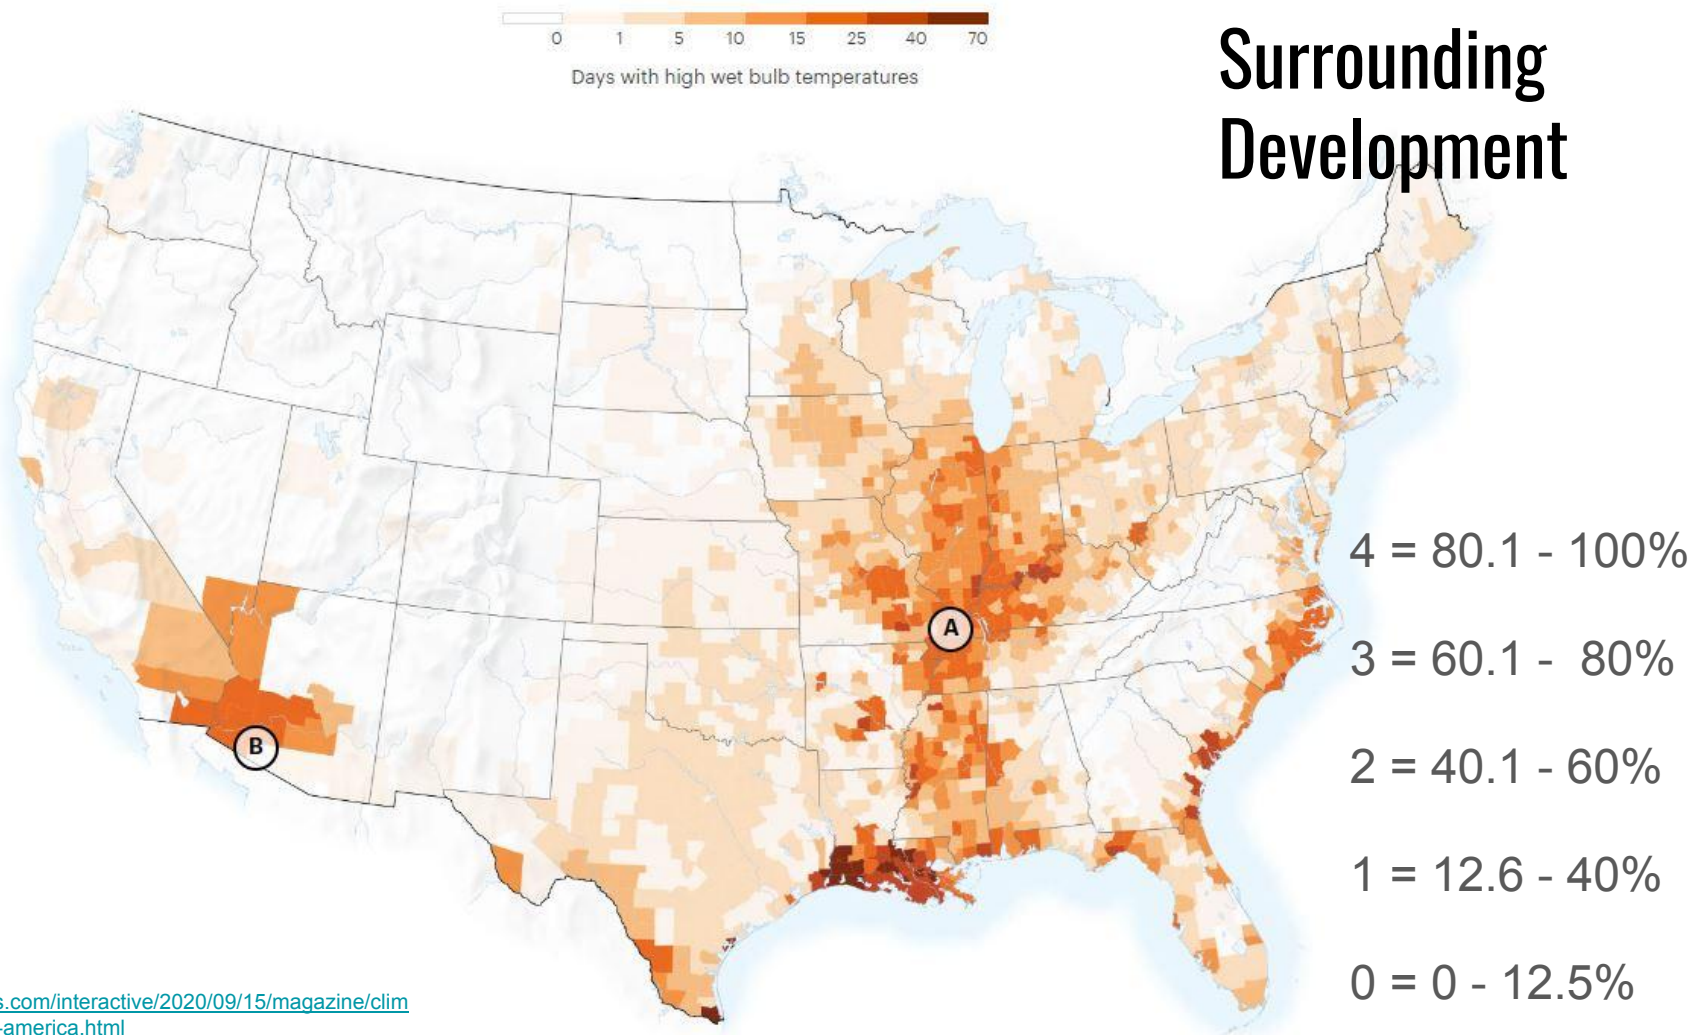 0 1 5 10 15 25 40 70
Days with high wet bulb temperatures
Surrounding
Development
A
B
4 = 80.1 - 100%
3 = 60.1 - 80%
2 = 40.1 - 60%
1 = 12.6 - 40%
0 = 0 - 12.5%
s.com/interactive/2020/09/15/magazine/clim
-america.html